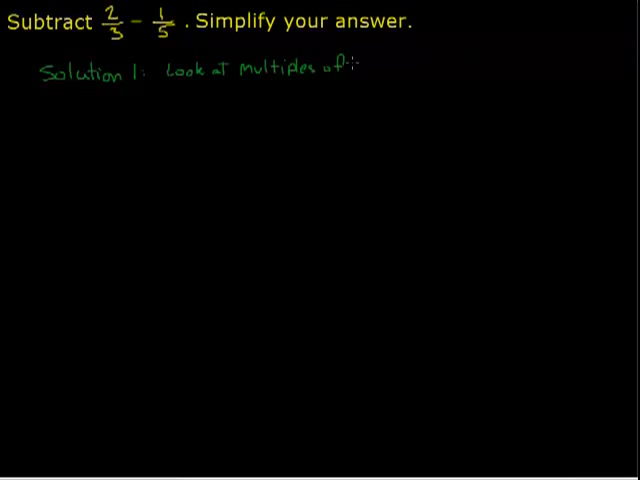 Subtract 2/3 - 1/5 . Simplify your answer.
Solution 1: Look at multiples of